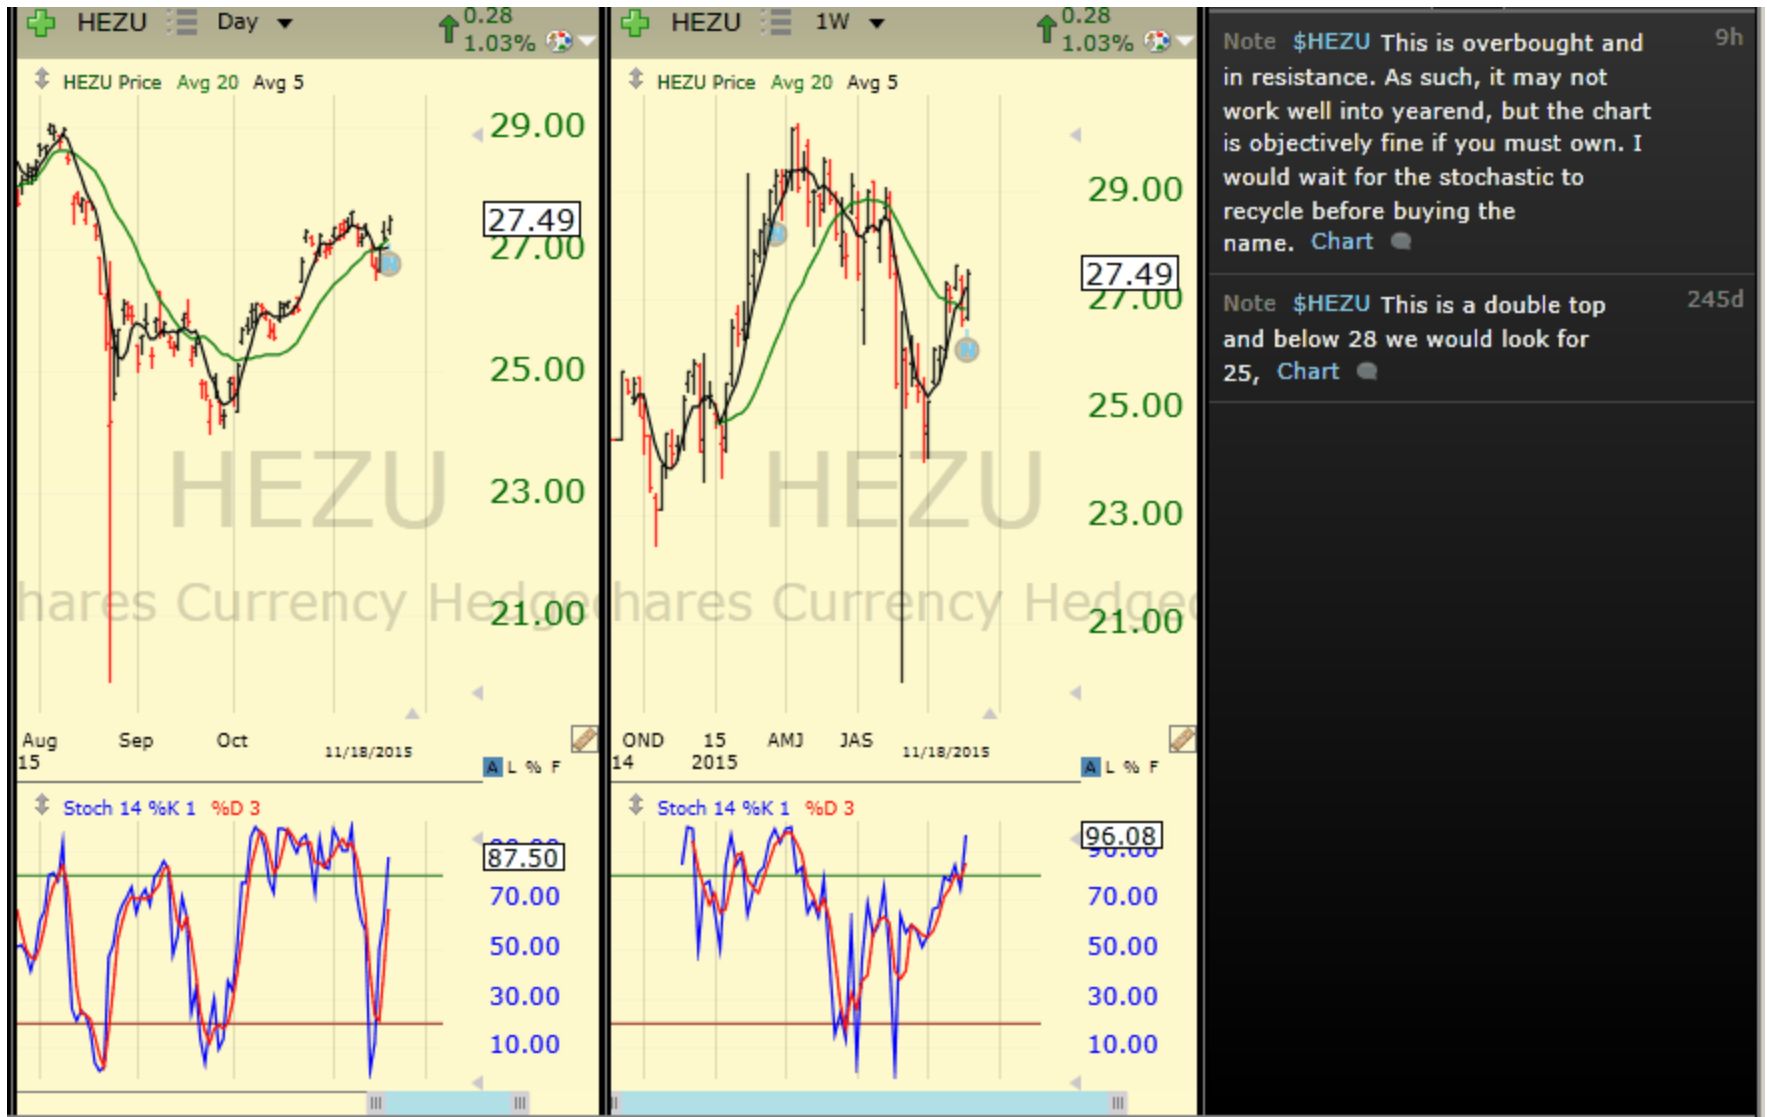 HEZU Day 0.28
1.03%
HEZU Price Avg 20 Avg 5
29.00
27.49
27.00
25.00
23.00
21.00
HEZU
hares Currency Hedge
Aug Sep Oct 11/18/2015
15
A L % F
Stoch 14 %K 1 %D 3
87.50
70.00
50.00
30.00
10.00
N
HEZU 1W 0.28
1.03%
HEZU Price Avg 20 Avg 5
29.00
27.49
27.00
25.00
23.00
21.00
HEZU
hares Currency Hedged
OND 15 AMJ JAS 11/18/2015
14 2015
A L % F
Stoch 14 %K 1 %D 3
96.08
90.00
70.00
50.00
30.00
10.00
N
N
Note $HEZU This is overbought and 9h
in resistance. As such, it may not
work well into yearend, but the chart
is objectively fine if you must own. I
would wait for the stochastic to
recycle before buying the
name. Chart
Note $HEZU This is a double top 245d
and below 28 we would look for
25, Chart